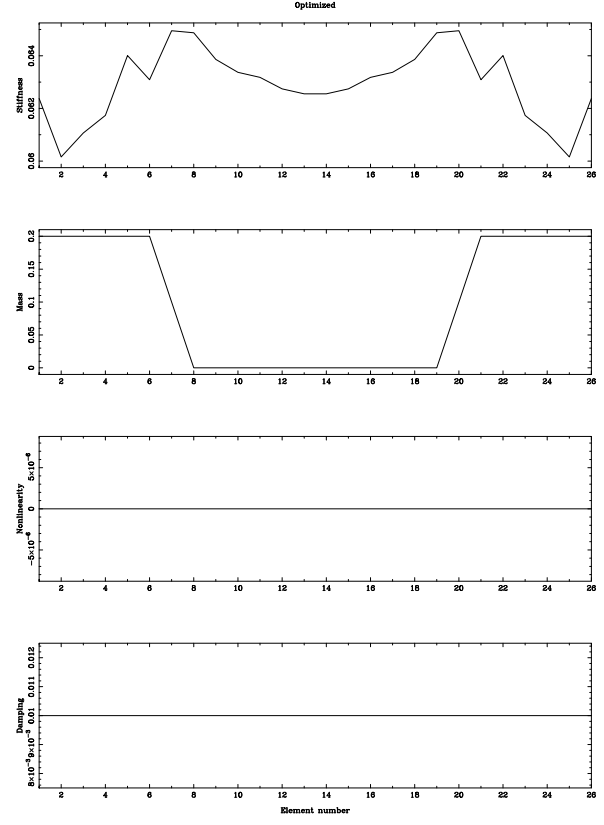 Optimized
Stiffness
0.064
0.062
0.06
2 4 6 8 10 12 14 16 18 20 22 24 26
Mass
0.2
0.15
0.1
0.05
0
2 4 6 8 10 12 14 16 18 20 22 24 26
Nonlinearity
5×10⁻⁶
0
−5×10⁻⁶
2 4 6 8 10 12 14 16 18 20 22 24 26
Damping
0.012
0.011
0.01
9×10⁻³
8×10⁻³
2 4 6 8 10 12 14 16 18 20 22 24 26
Element number